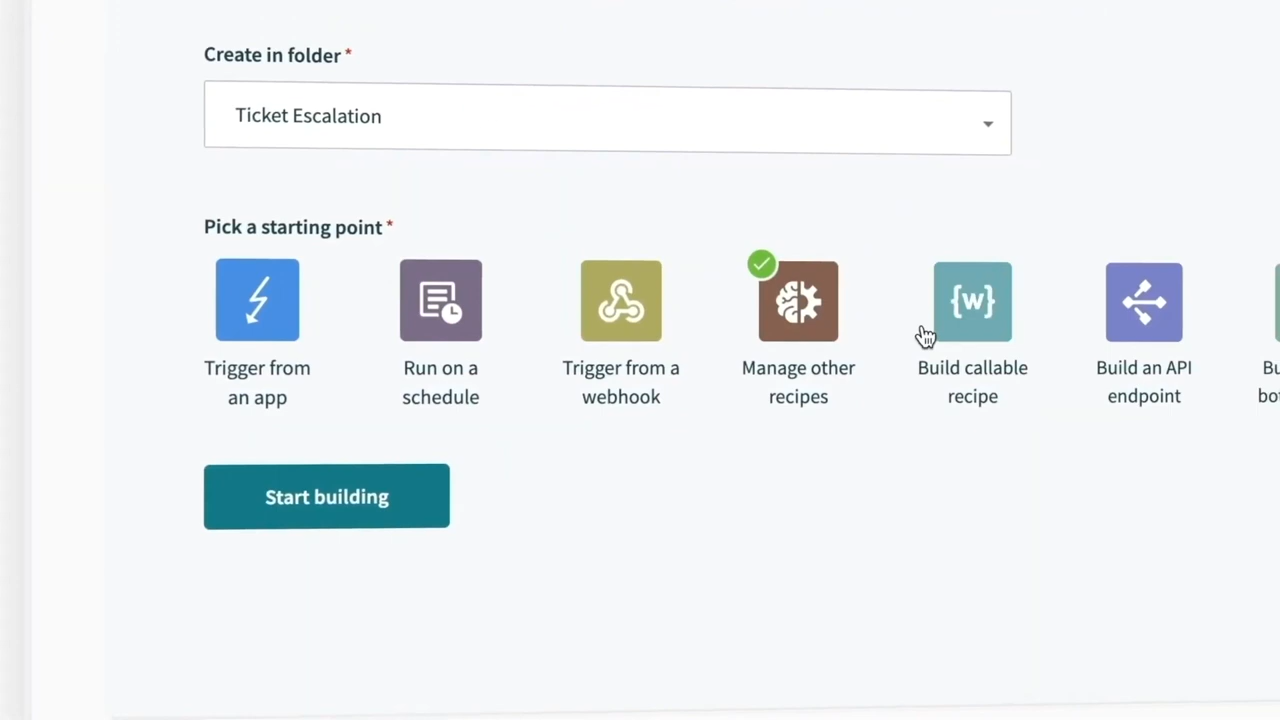 Create in folder *
Ticket Escalation
Pick a starting point *
{w}
Trigger from
an app
Run on a
schedule
Trigger from a
webhook
Manage other
recipes
Build callable
recipe
Build an API
endpoint
Start building